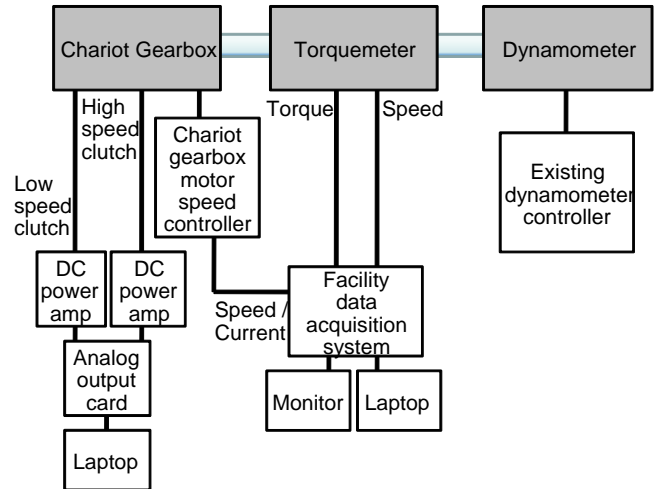 Chariot Gearbox
Torquemeter
Dynamometer
High
speed
clutch
Torque
Speed
Chariot
gearbox
motor
speed
controller
Existing
dynamometer
controller
Low
speed
clutch
DC
power
amp
DC
power
amp
Speed /
Current
Facility
data
acquisition
system
Analog
output
card
Monitor
Laptop
Laptop